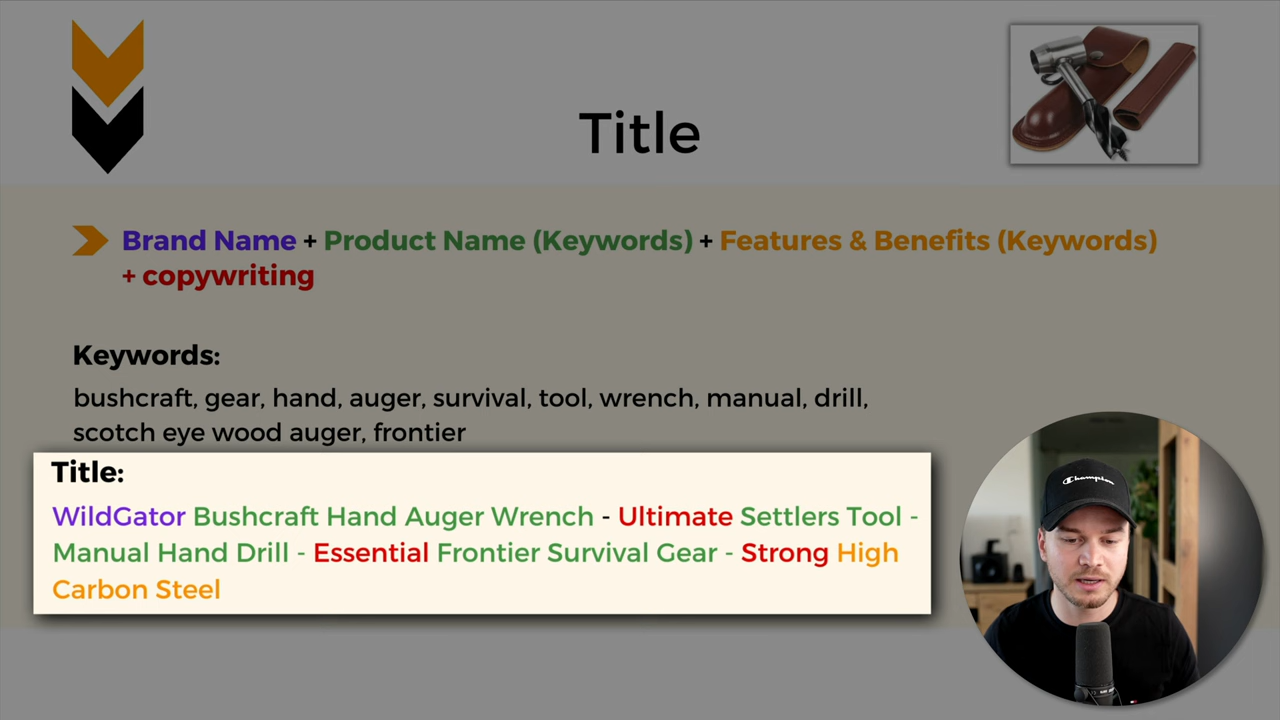 Title
Brand Name + Product Name (Keywords) + Features & Benefits (Keywords)
+ copywriting
Keywords:
bushcraft, gear, hand, auger, survival, tool, wrench, manual, drill,
scotch eye wood auger, frontier
Title:
WildGator Bushcraft Hand Auger Wrench - Ultimate Settlers Tool -
Manual Hand Drill - Essential Frontier Survival Gear - Strong High
Carbon Steel
Champion